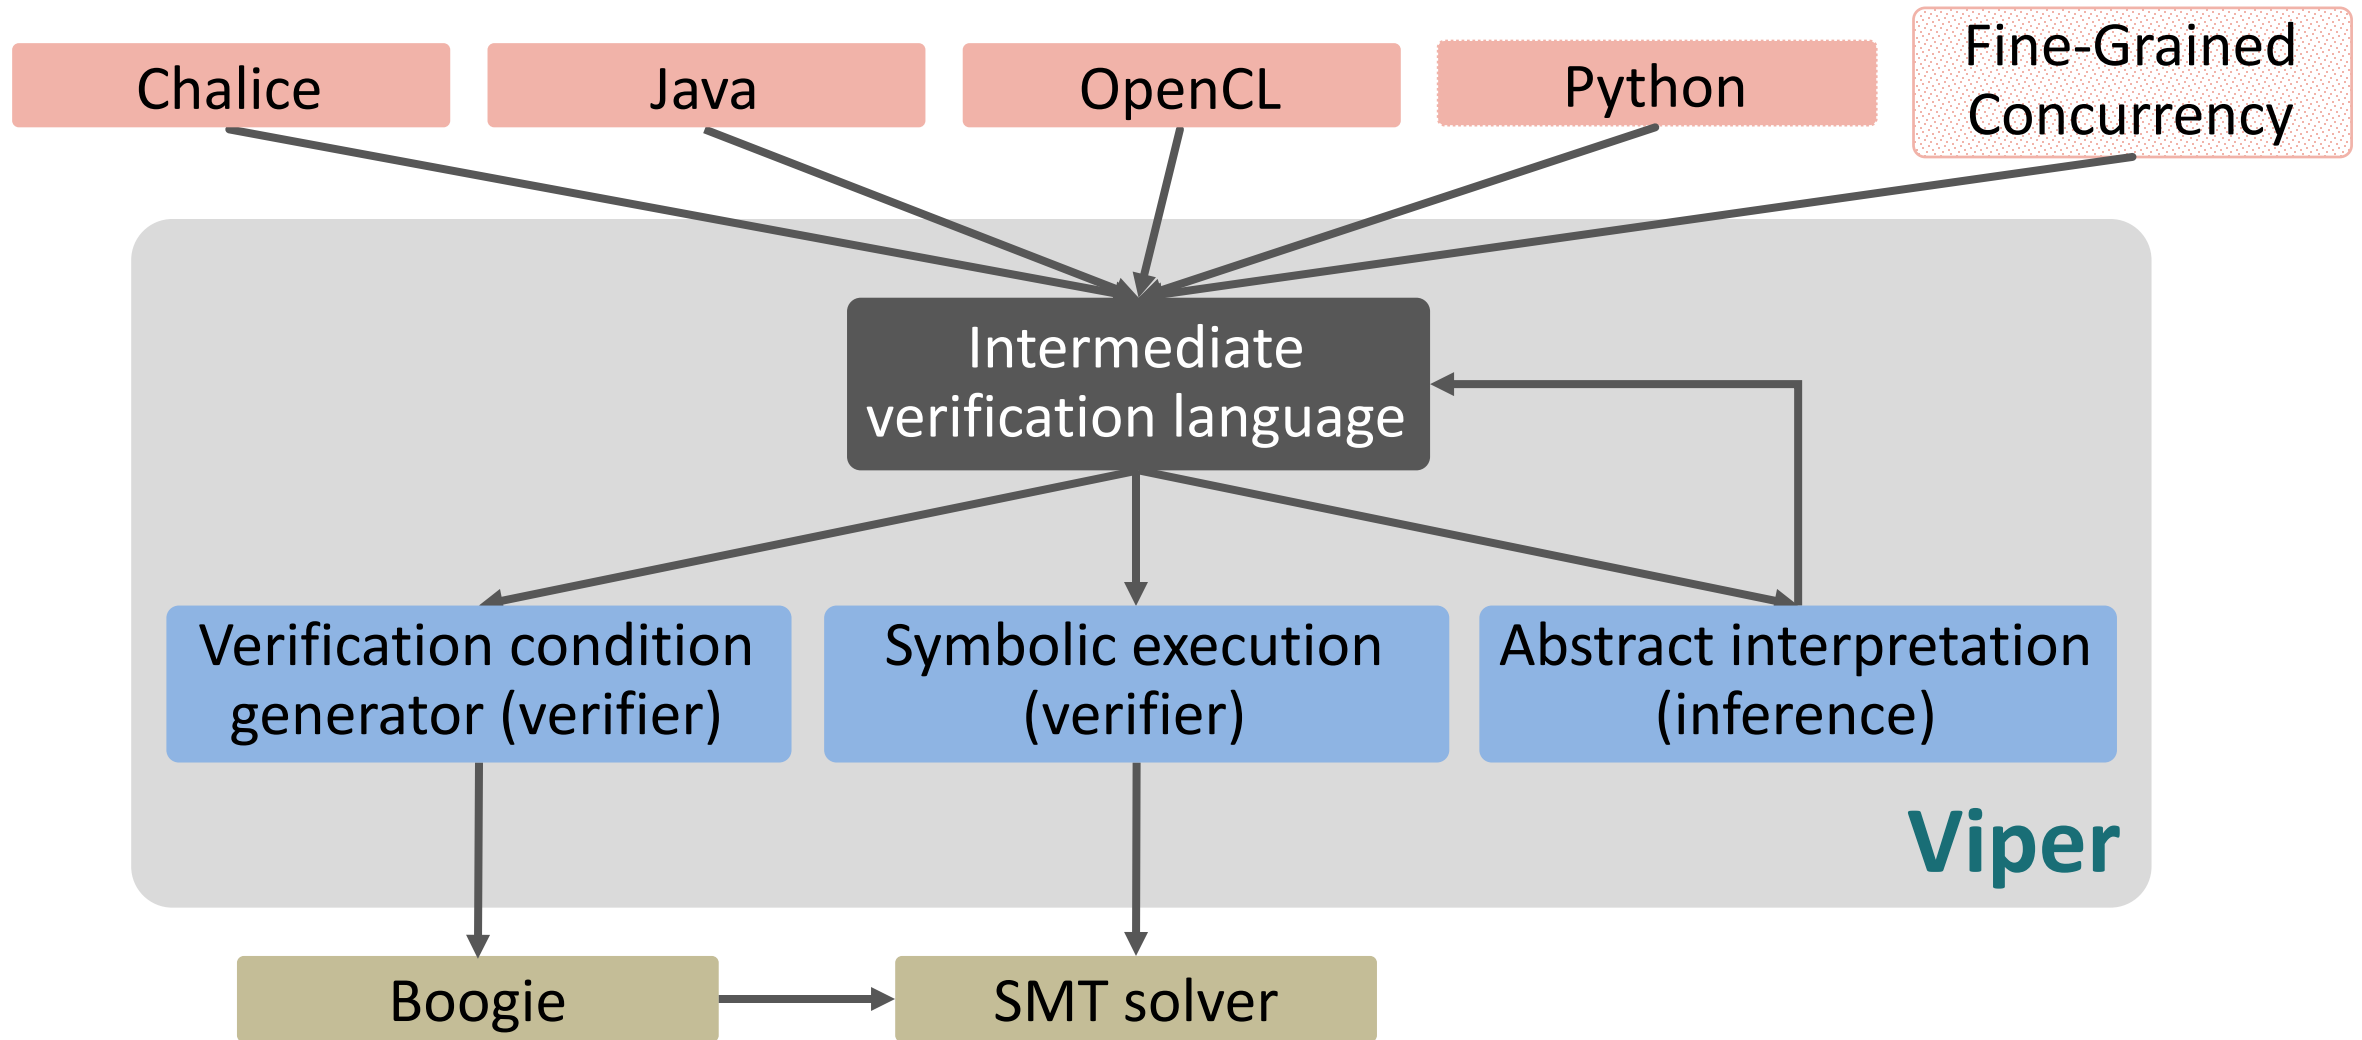 Chalice
Java
OpenCL
Python
Fine-Grained
Concurrency
Intermediate
verification language
Verification condition
generator (verifier)
Symbolic execution
(verifier)
Abstract interpretation
(inference)
Viper
Boogie
SMT solver